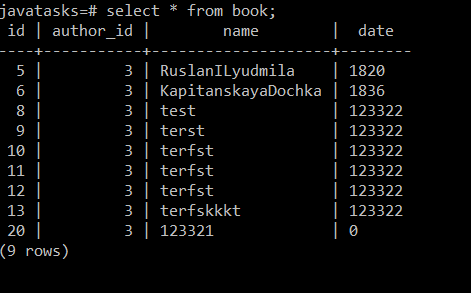 javatasks=# select * from book;
 id | author_id |        name        |  date
----+-----------+--------------------+--------
  5 |         3 | RuslanILyudmila    | 1820
  6 |         3 | KapitanskayaDochka | 1836
  8 |         3 | test               | 123322
  9 |         3 | terst              | 123322
 10 |         3 | terfst             | 123322
 11 |         3 | terfst             | 123322
 12 |         3 | terfst             | 123322
 13 |         3 | terfskkkt          | 123322
 20 |         3 | 123321             | 0
(9 rows)